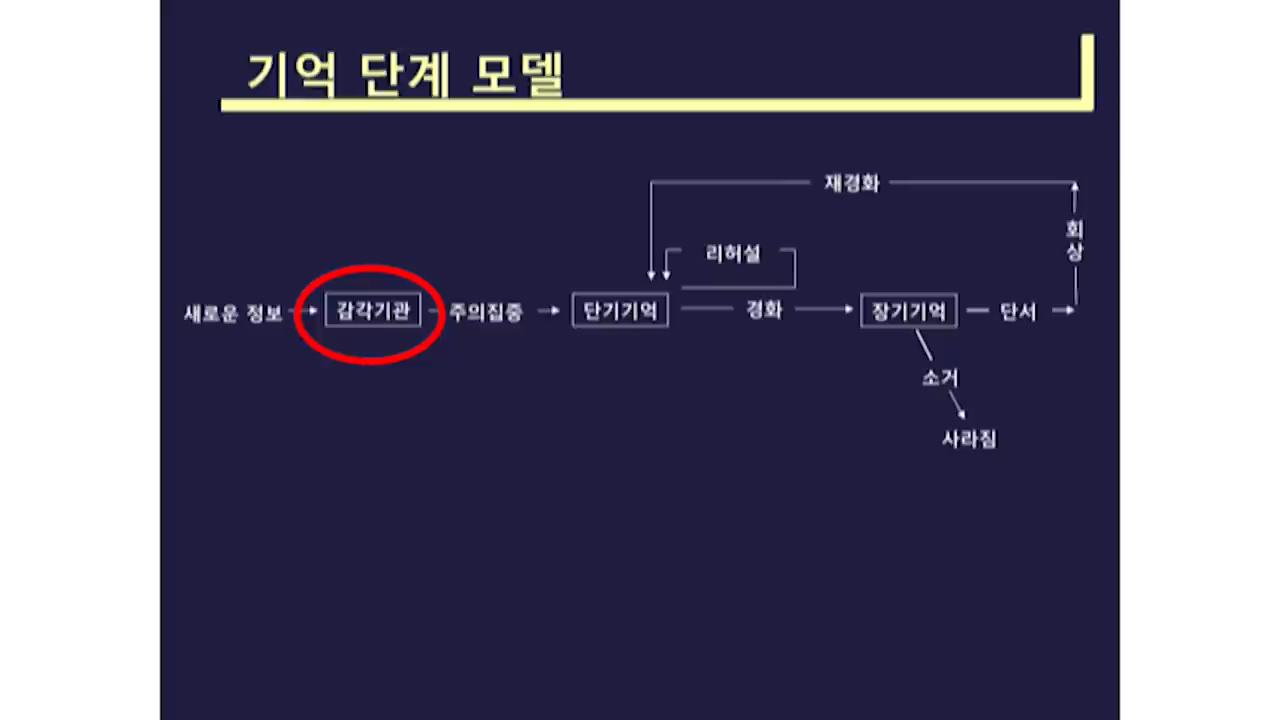 기억 단계 모델
재경화
회상
리허설
새로운 정보
감각기관
주의집중
단기기억
경화
장기기억
단서
소거
사라짐